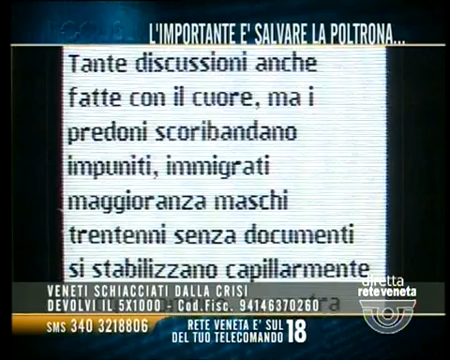 L'IMPORTANTE E' SALVARE LA POLTRONA...
Tante discussioni anche
fatte con il cuore, ma i
predoni scoribandano
impuniti, immigrati
maggioranza maschi
trentenni senza documenti
si stabilizzano capillarmente
VENETI SCHIACCIATI DALLA CRISI
DEVOLVI IL 5X1000 - Cod.Fisc. 94146370260
diretta
reteveneta
SMS 340 3218806
RETE VENETA E' SUL
DEL TUO TELECOMANDO 18